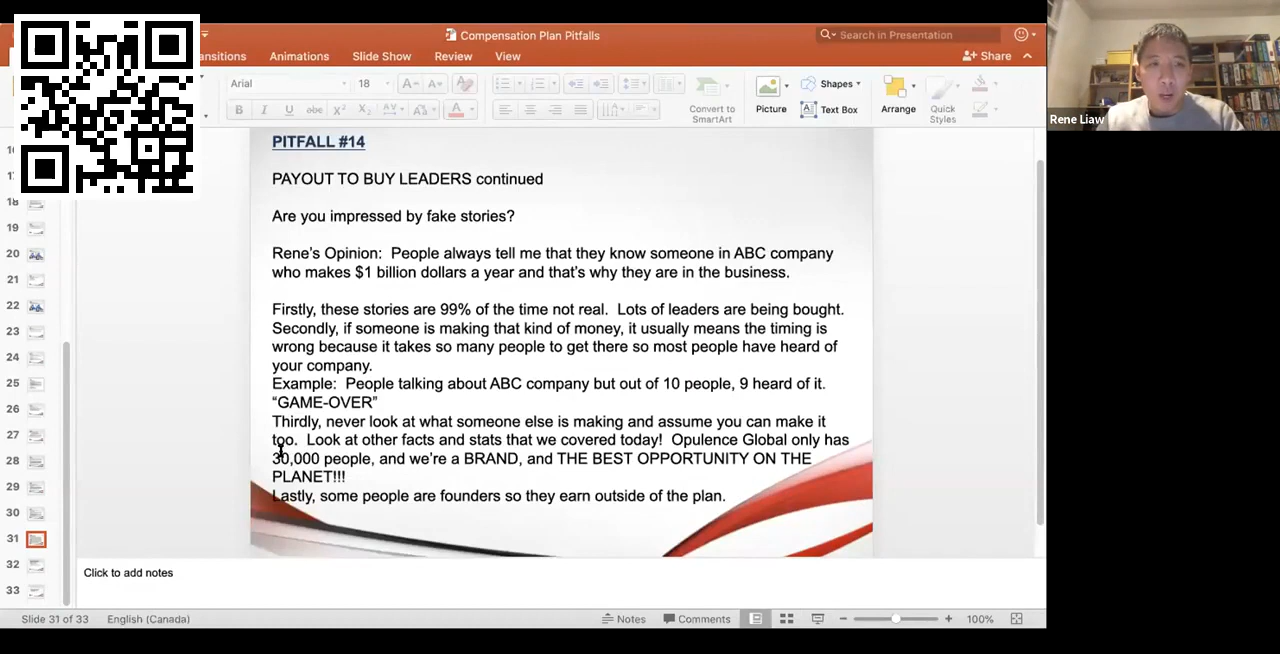 Compensation Plan Pitfalls
Search in Presentation
ansitions
Animations
Slide Show
Review
View
Share
Arial
18
Convert to
SmartArt
Picture
Shapes
Text Box
Arrange
Quick
Styles
Rene Liaw
PITFALL #14
PAYOUT TO BUY LEADERS continued
Are you impressed by fake stories?
Rene's Opinion: People always tell me that they know someone in ABC company
who makes $1 billion dollars a year and that's why they are in the business.
Firstly, these stories are 99% of the time not real. Lots of leaders are being bought.
Secondly, if someone is making that kind of money, it usually means the timing is
wrong because it takes so many people to get there so most people have heard of
your company.
Example: People talking about ABC company but out of 10 people, 9 heard of it.
“GAME-OVER”
Thirdly, never look at what someone else is making and assume you can make it
too. Look at other facts and stats that we covered today! Opulence Global only has
30,000 people, and we're a BRAND, and THE BEST OPPORTUNITY ON THE
PLANET!!!
Lastly, some people are founders so they earn outside of the plan.
18
19
20
21
22
23
24
25
26
27
28
29
30
31
32
33
Click to add notes
Slide 31 of 33
English (Canada)
Notes
Comments
100%